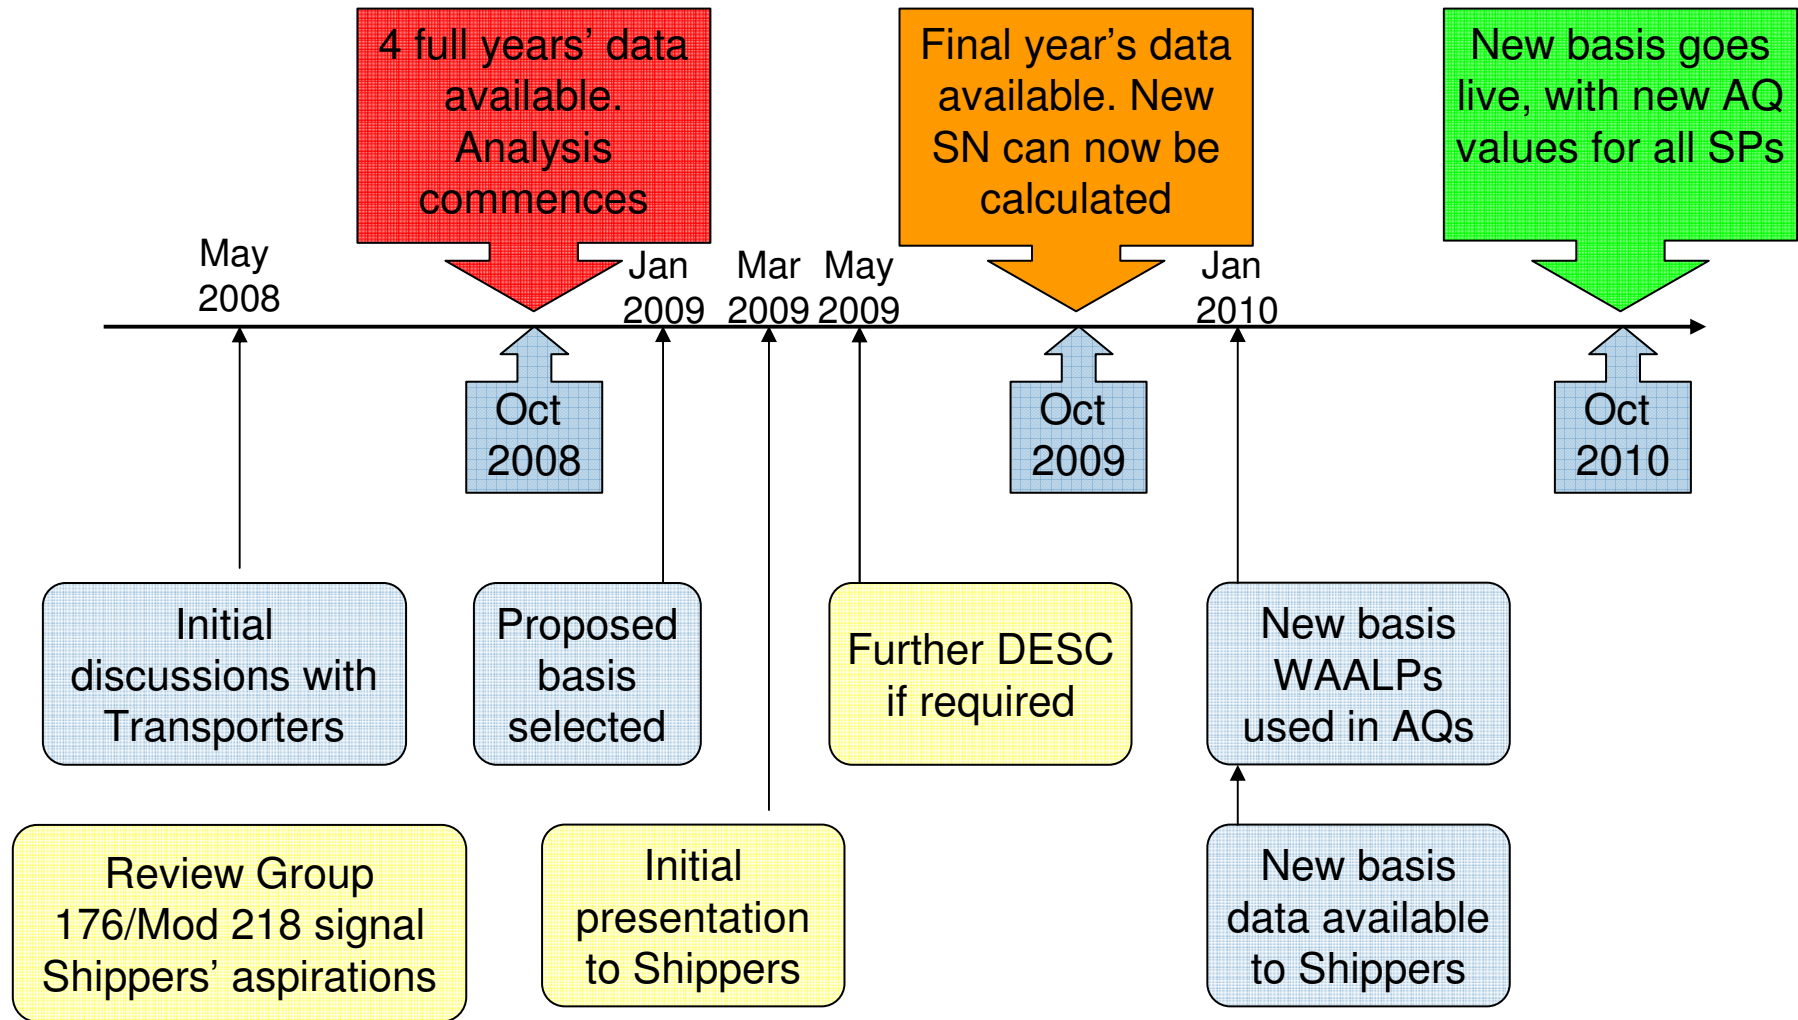 4 full years’ data
available.
Analysis
commences
Final year’s data
available. New
SN can now be
calculated
New basis goes
live, with new AQ
values for all SPs
May
2008
Jan
2009
Mar
2009
May
2009
Jan
2010
Oct
2008
Oct
2009
Oct
2010
Initial
discussions with
Transporters
Proposed
basis
selected
Further DESC
if required
New basis
WAALPs
used in AQs
Review Group
176/Mod 218 signal
Shippers’ aspirations
Initial
presentation
to Shippers
New basis
data available
to Shippers